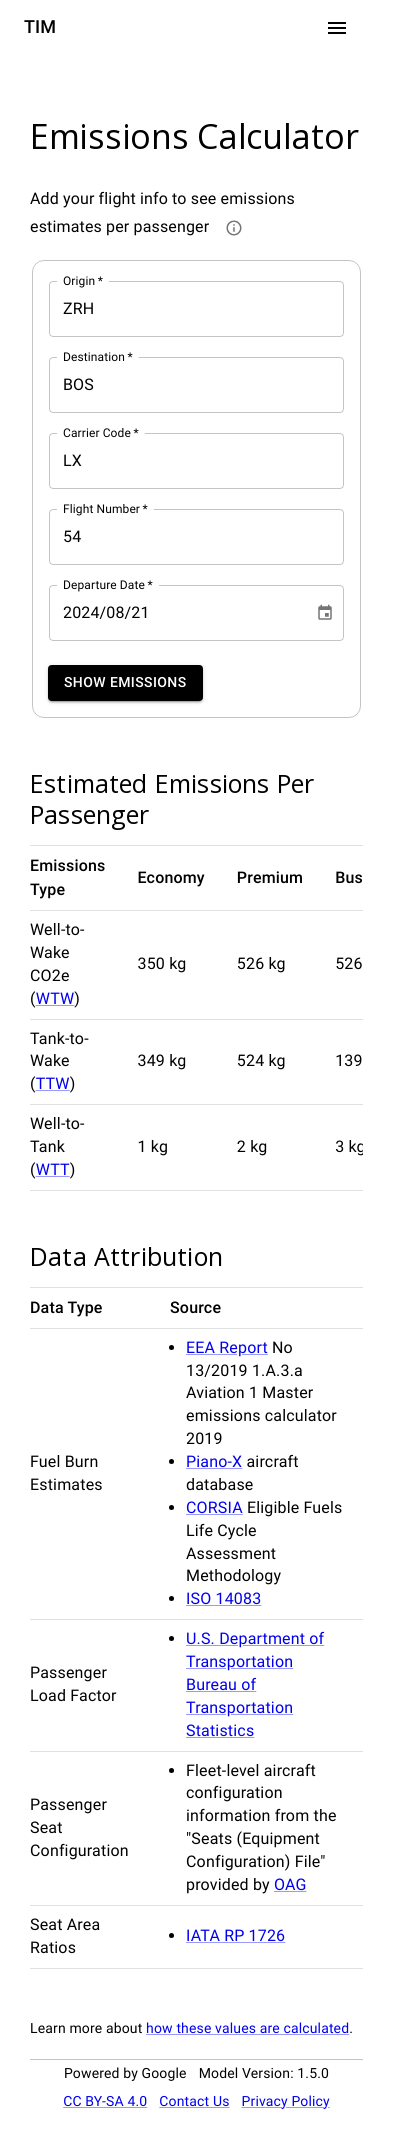 TIM
Emissions Calculator
Add your flight info to see emissions
estimates per passenger
Origin *
ZRH
Destination *
BOS
Carrier Code *
LX
Flight Number *
54
Departure Date *
2024/08/21
SHOW EMISSIONS
Estimated Emissions Per
Passenger
Emissions
Type
Economy
Premium
Bus
Well-to-
Wake
CO2e
(WTW)
350 kg
526 kg
526
Tank-to-
Wake
(TTW)
349 kg
524 kg
139
Well-to-
Tank
(WTT)
1 kg
2 kg
3 kg
Data Attribution
Data Type
Source
Fuel Burn
Estimates
• EEA Report No
13/2019 1.A.3.a
Aviation 1 Master
emissions calculator
2019
• Piano-X aircraft
database
• CORSIA Eligible Fuels
Life Cycle
Assessment
Methodology
• ISO 14083
Passenger
Load Factor
• U.S. Department of
Transportation
Bureau of
Transportation
Statistics
Passenger
Seat
Configuration
• Fleet-level aircraft
configuration
information from the
"Seats (Equipment
Configuration) File"
provided by OAG
Seat Area
Ratios
• IATA RP 1726
Learn more about how these values are calculated.
Powered by Google Model Version: 1.5.0
CC BY-SA 4.0 Contact Us Privacy Policy